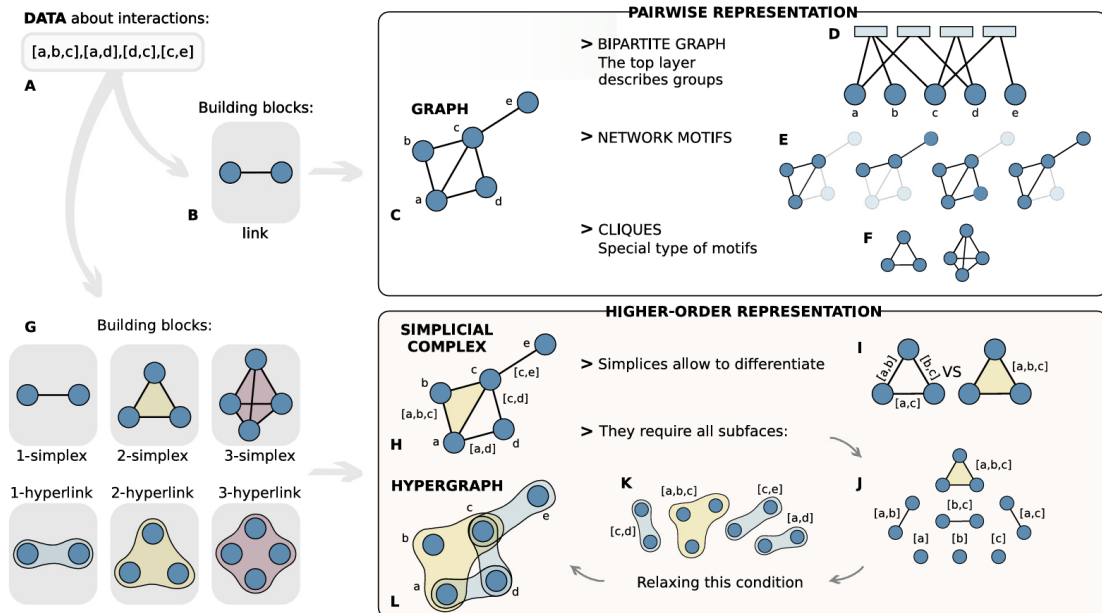 DATA about interactions:
[a,b,c],[a,d],[d,c],[c,e]
A
Building blocks:
B
link
PAIRWISE REPRESENTATION
GRAPH
e
c
b
a
d
C
> BIPARTITE GRAPH
The top layer
describes groups
D
a b c d e
> NETWORK MOTIFS
E
> CLIQUES
Special type of motifs
F
G
Building blocks:
1-simplex 2-simplex 3-simplex
1-hyperlink 2-hyperlink 3-hyperlink
HIGHER-ORDER REPRESENTATION
SIMPLICIAL
COMPLEX
e
c
[c,e]
b
[c,d]
[a,b,c]
a
[a,d]
d
H
> Simplices allow to differentiate
I
[a,b]
[b,c]
[a,c]
VS
[a,b,c]
> They require all subfaces:
J
[a,b,c]
[a,b]
[b,c]
[a,c]
[a] [b] [c]
HYPERGRAPH
c
e
b
a
d
L
K
[a,b,c]
[c,e]
[c,d]
[a,d]
Relaxing this condition